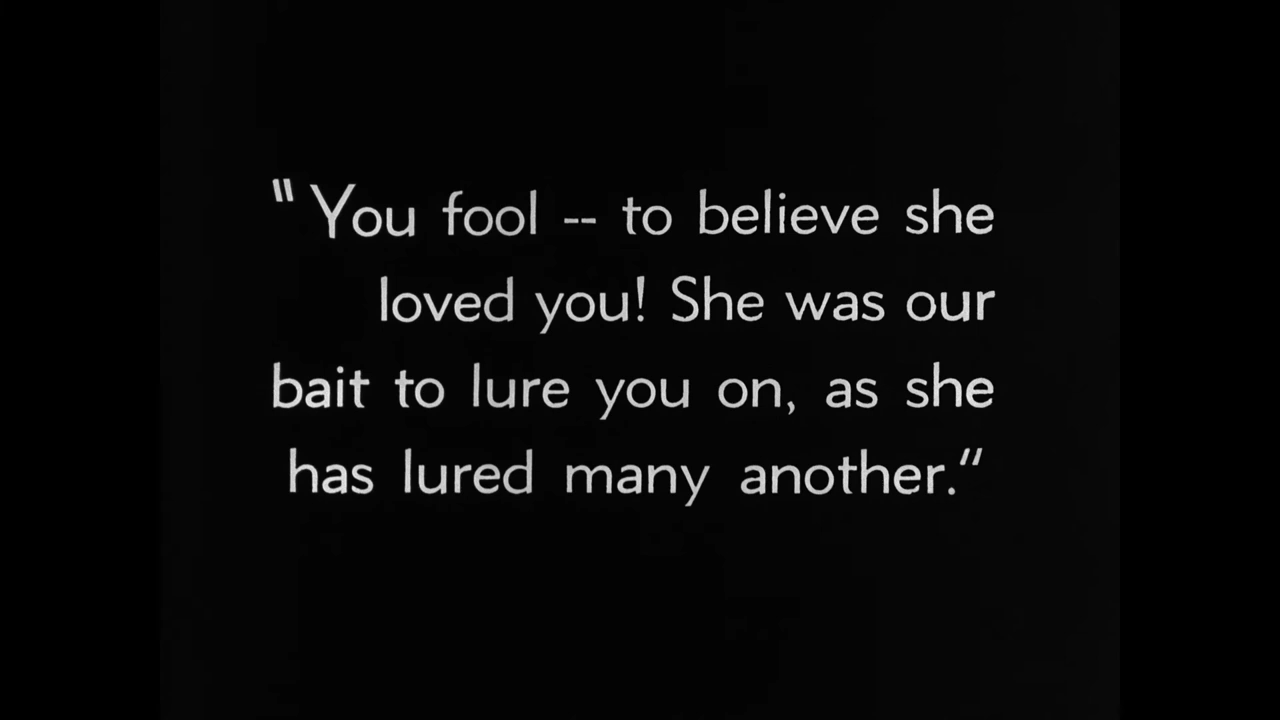 "You fool -- to believe she
loved you! She was our
bait to lure you on, as she
has lured many another."